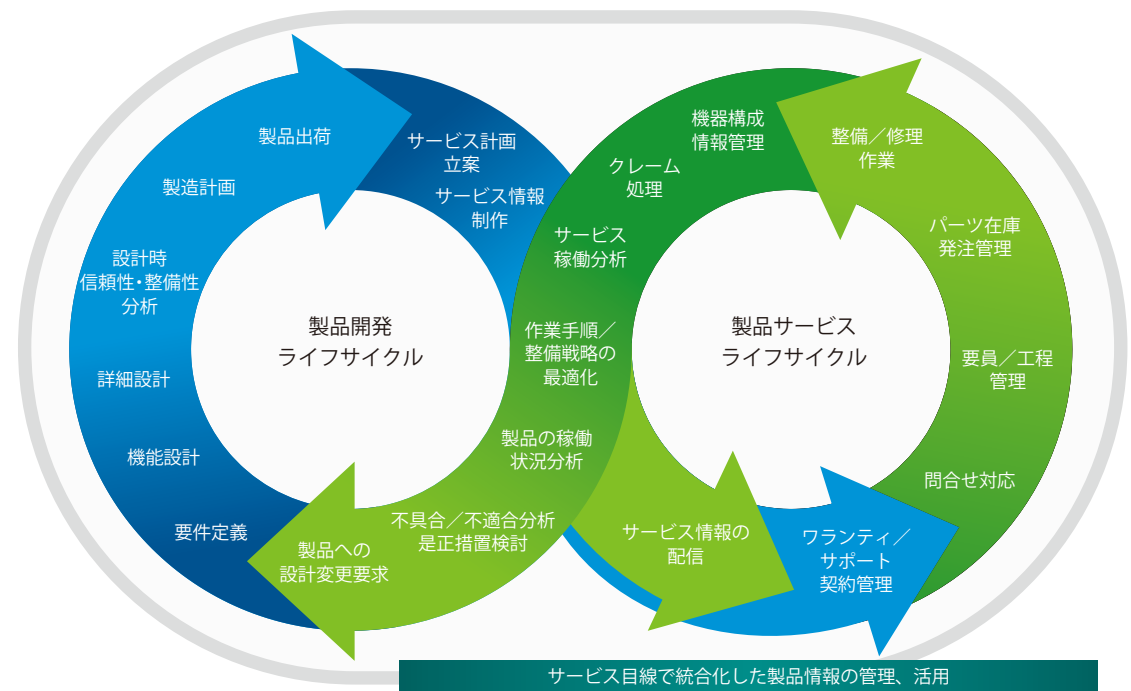 製品出荷
製造計画
設計時
信頼性・整備性
分析
詳細設計
機能設計
要件定義
製品開発
ライフサイクル
サービス計画
立案
サービス情報
制作
機器構成
情報管理
クレーム
処理
サービス
稼働分析
作業手順／
整備戦略の
最適化
製品の稼働
状況分析
不具合／不適合分析
是正措置検討
製品への
設計変更要求
製品サービス
ライフサイクル
整備／修理
作業
パーツ在庫
発注管理
要員／工程
管理
問合せ対応
サービス情報の
配信
ワランティ／
サポート
契約管理
サービス目線で統合化した製品情報の管理、活用